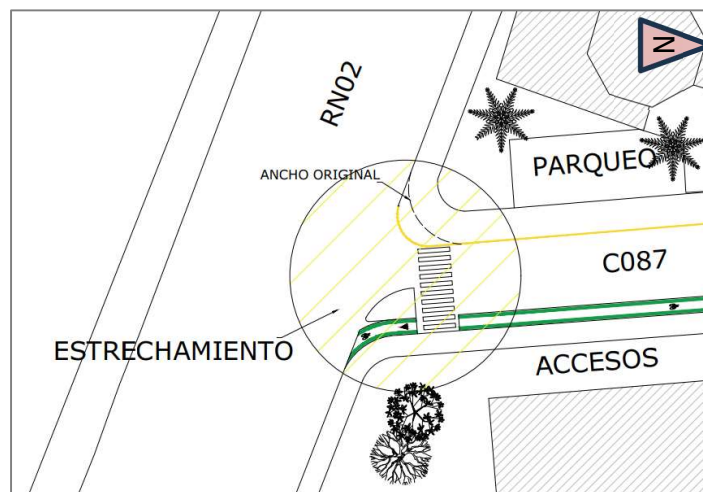 N
RN02
ANCHO ORIGINAL
PARQUEO
C087
ESTRECHAMIENTO
ACCESOS